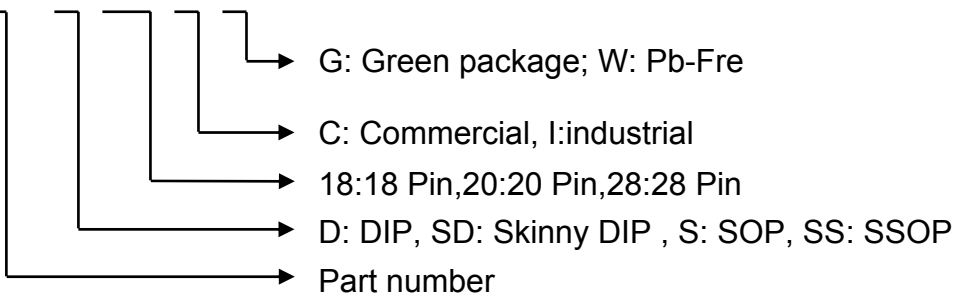 G: Green package; W: Pb-Fre
C: Commercial, I:industrial
18:18 Pin,20:20 Pin,28:28 Pin
D: DIP, SD: Skinny DIP , S: SOP, SS: SSOP
Part number